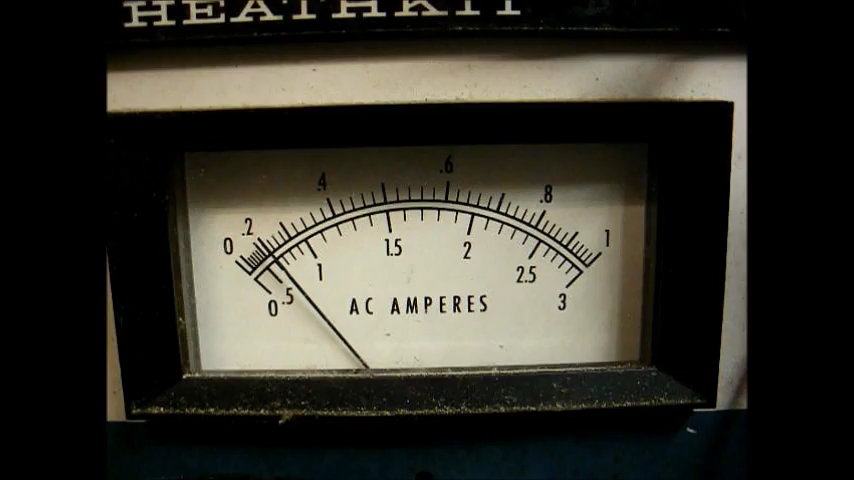 HEATHKIT
0 .2 .4 .6 .8 1
0 .5 1 1.5 2 2.5 3
AC AMPERES